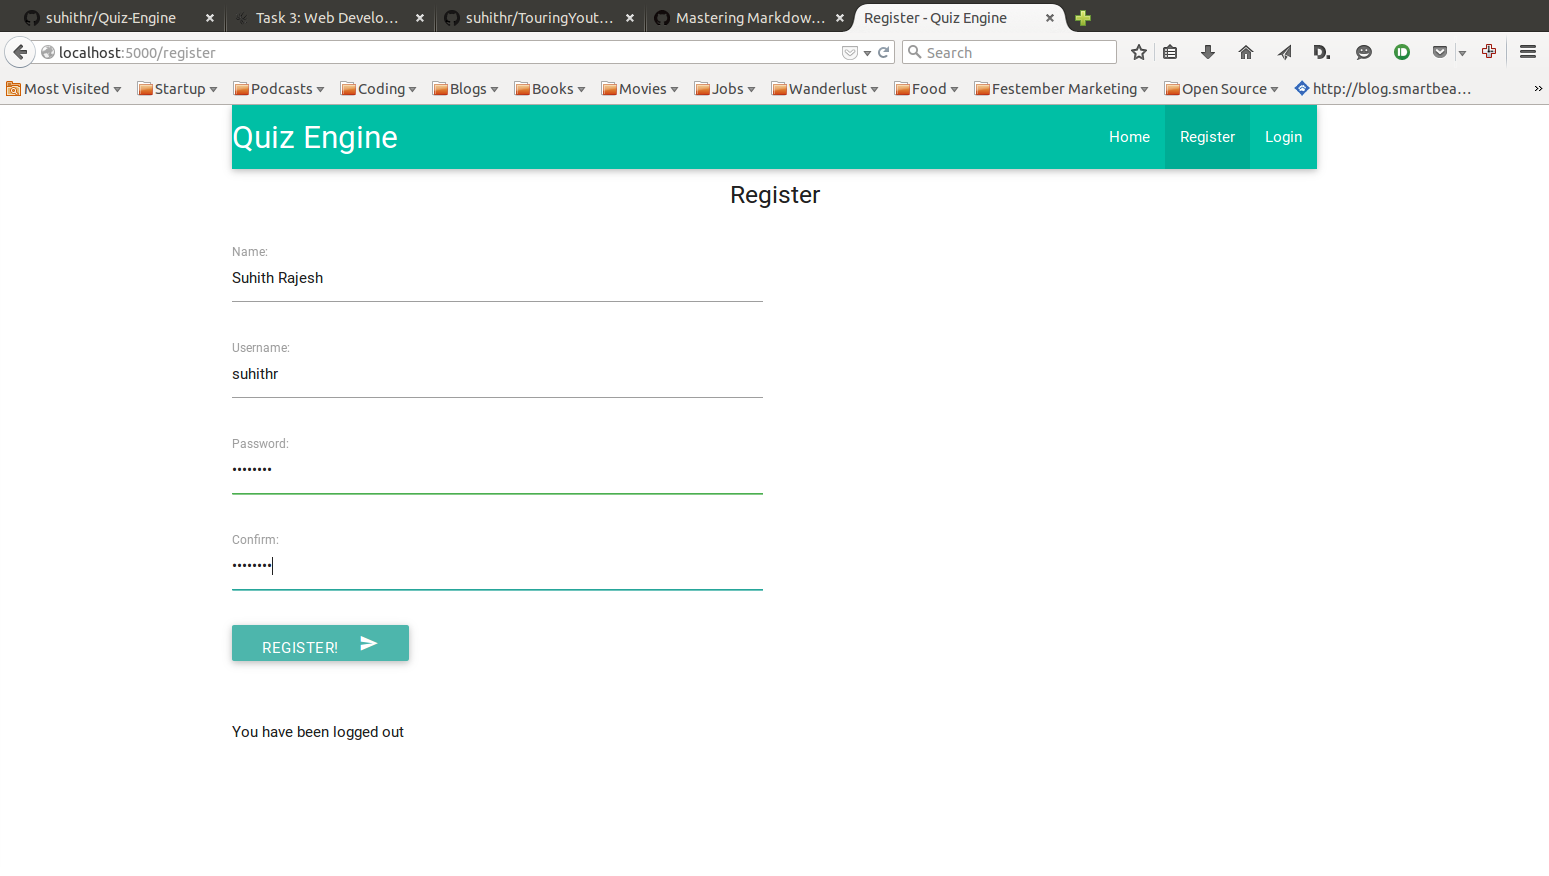 suhithr/Quiz-Engine
Task 3: Web Develo...
suhithr/TouringYout...
Mastering Markdow...
Register - Quiz Engine
localhost:5000/register
Search
D.
Most Visited
Startup
Podcasts
Coding
Blogs
Books
Movies
Jobs
Wanderlust
Food
Festember Marketing
Open Source
http://blog.smartbea...
Quiz Engine
Home
Register
Login
Register
Name:
Suhith Rajesh
Username:
suhithr
Password:
••••••••
Confirm:
••••••••
REGISTER!
You have been logged out